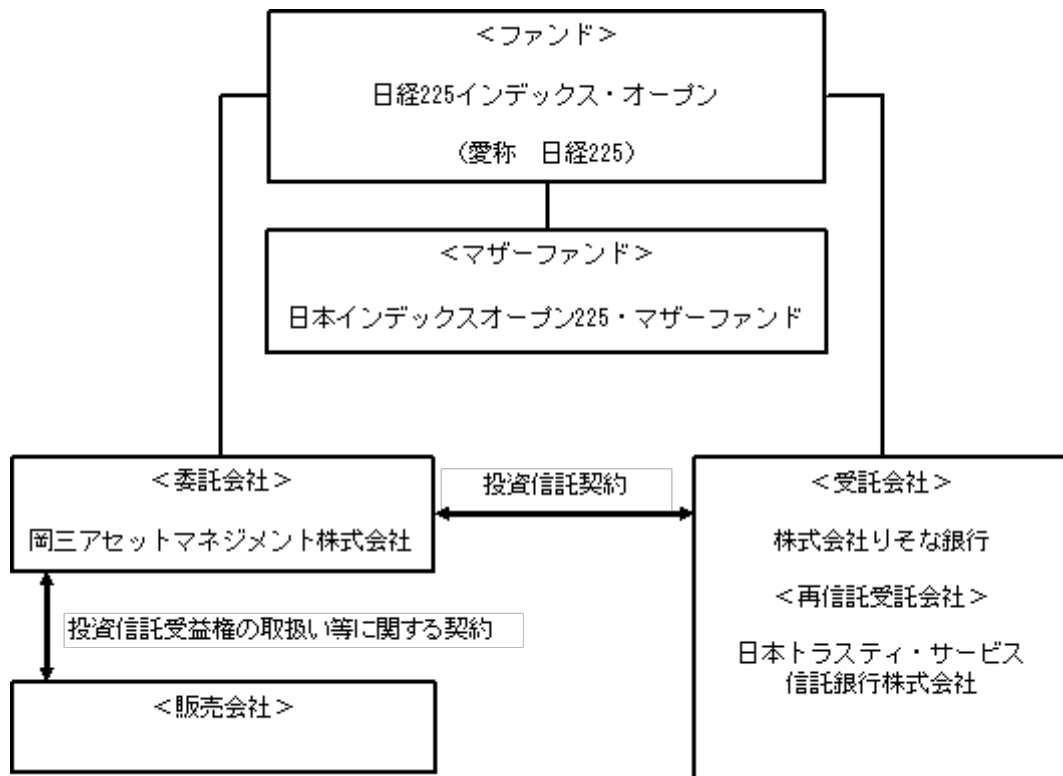 ＜ファンド＞
日経225インデックス・オープン
（愛称　日経225）
＜マザーファンド＞
日本インデックスオープン225・マザーファンド
＜委託会社＞
岡三アセットマネジメント株式会社
投資信託契約
＜受託会社＞
株式会社りそな銀行
＜再信託受託会社＞
日本トラスティ・サービス
信託銀行株式会社
投資信託受益権の取扱い等に関する契約
＜販売会社＞